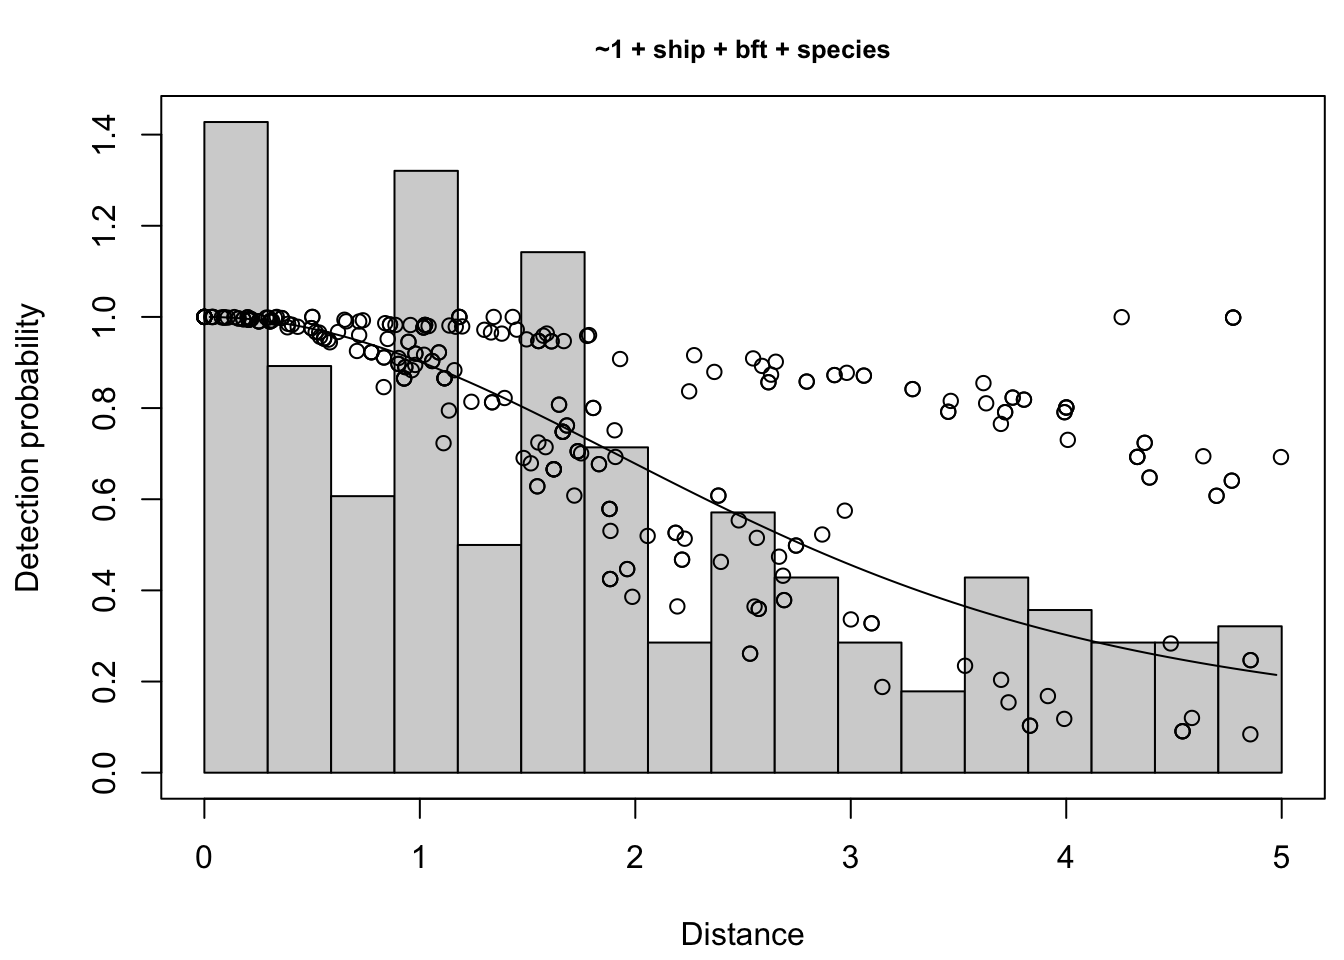 ~1 + ship + bft + species
Detection probability
1.4
1.2
1.0
0.8
0.6
0.4
0.2
0.0
0 1 2 3 4 5
Distance